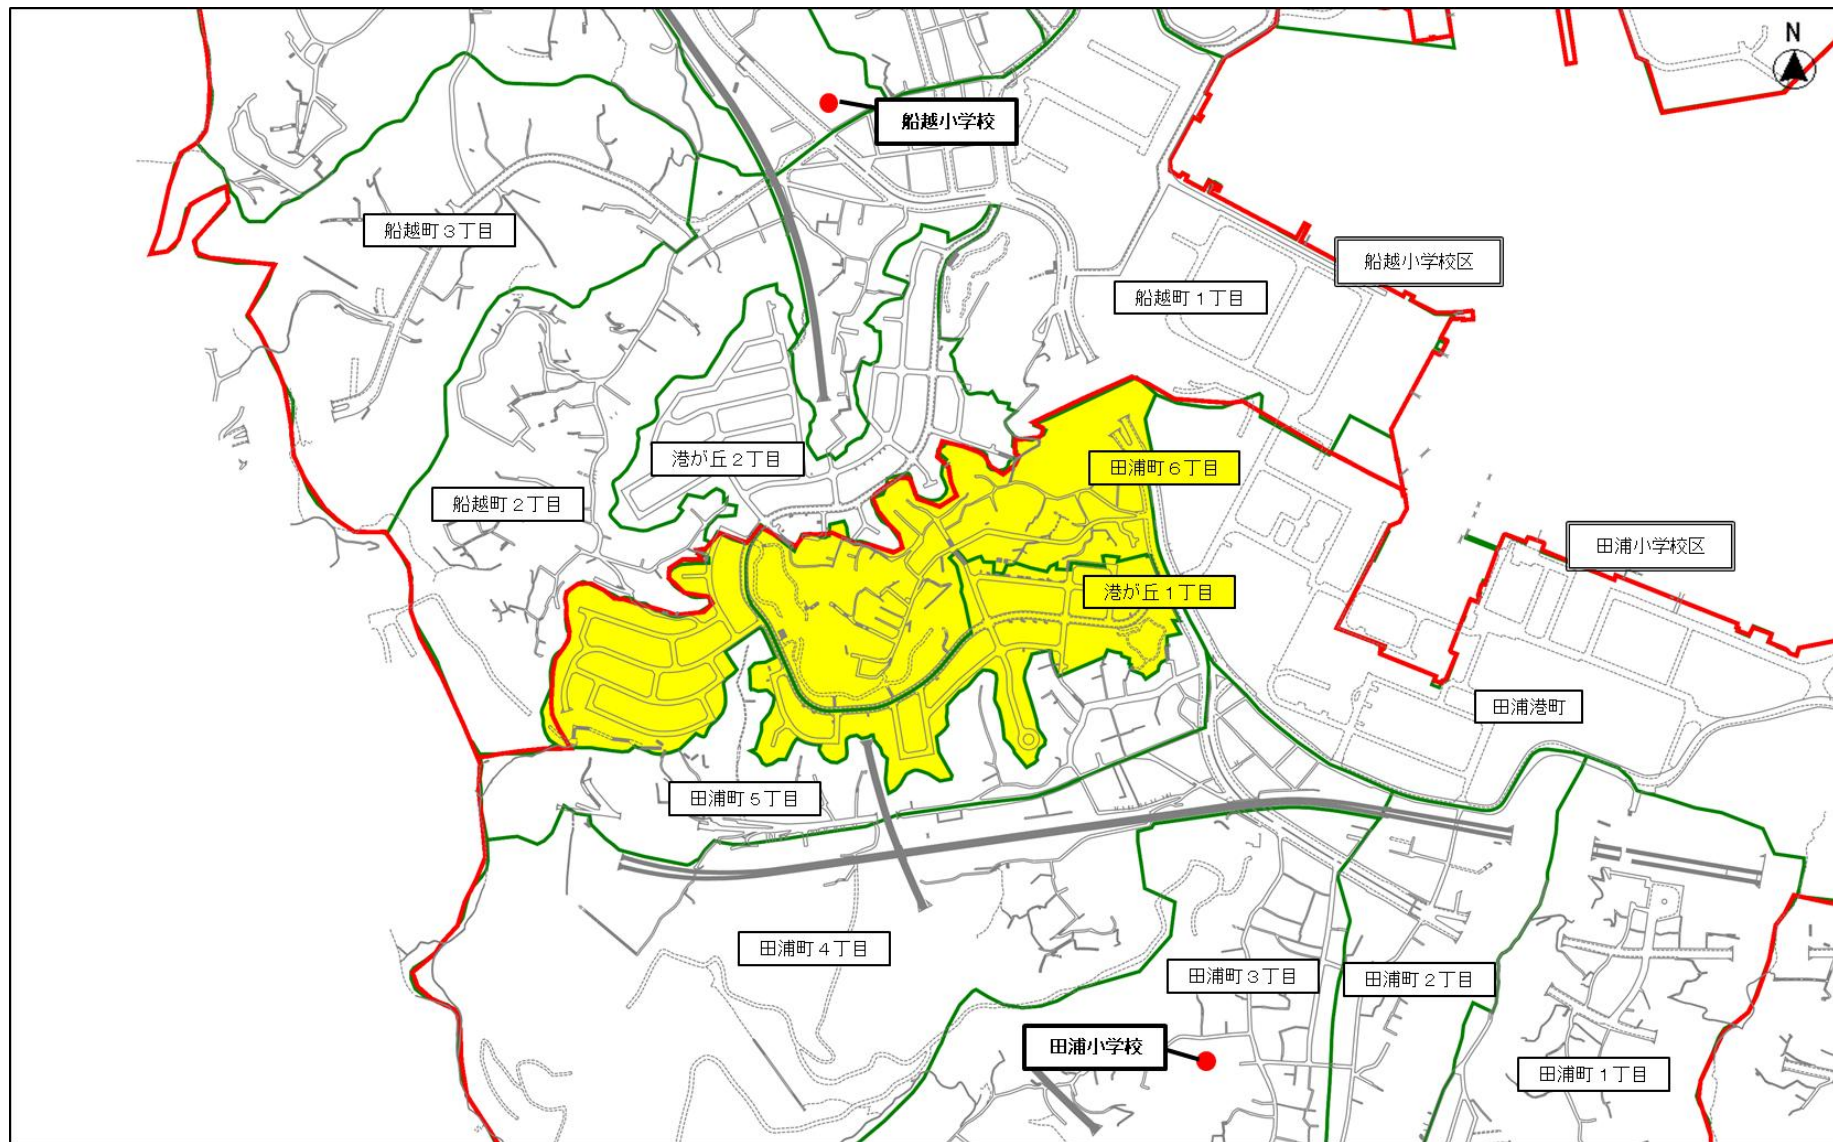 N
船越小学校
船越町３丁目
船越小学校区
船越町１丁目
港が丘２丁目
田浦町６丁目
船越町２丁目
田浦小学校区
港が丘１丁目
田浦港町
田浦町５丁目
田浦町４丁目
田浦町３丁目
田浦町２丁目
田浦小学校
田浦町１丁目